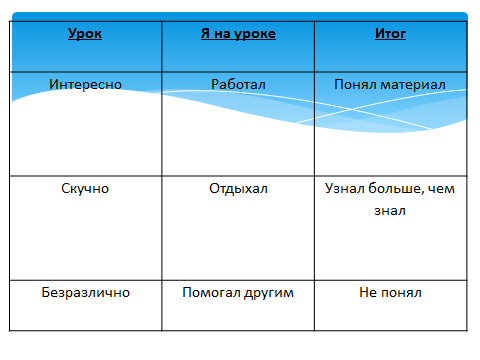 Урок Я на уроке Итог
Интересно Работал Понял материал
Скучно Отдыхал Узнал больше, чем
знал
Безразлично Помогал другим Не понял